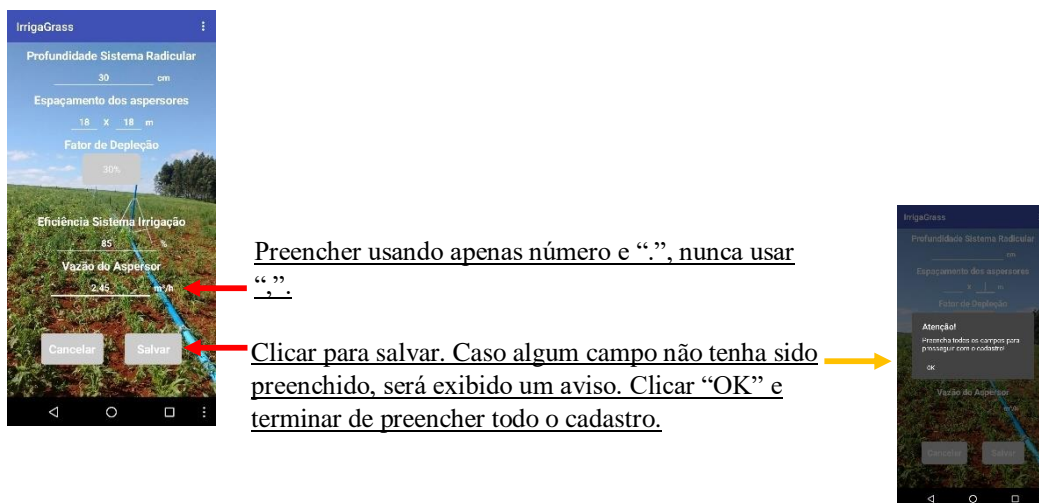 IrrigaGrass
Profundidade Sistema Radicular
30 cm
Espaçamento dos aspersores
18 X 18 m
Fator de Depleção
30%
Eficiência Sistema Irrigação
85 %
Vazão do Aspersor
2.45 m³/h
Cancelar Salvar
Preencher usando apenas número e “.”, nunca usar
“,”.
Clicar para salvar. Caso algum campo não tenha sido
preenchido, será exibido um aviso. Clicar “OK” e
terminar de preencher todo o cadastro.
IrrigaGrass
Profundidade Sistema Radicular
cm
Espaçamento dos aspersores
X m
Fator de Depleção
Atenção!
Preencha todos os campos para
prosseguir com o cadastro!
OK
Vazão do Aspersor
m³/h
Cancelar Salvar